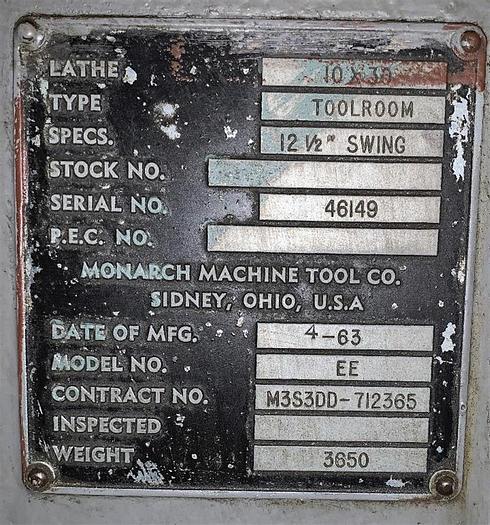 LATHE 10 X 30
TYPE TOOLROOM
SPECS. 12 1/2" SWING
STOCK NO.
SERIAL NO. 46149
P.E.C. NO.
MONARCH MACHINE TOOL CO.
SIDNEY, OHIO, U.S.A
DATE OF MFG. 4-63
MODEL NO. EE
CONTRACT NO. M3S3DD-712365
INSPECTED
WEIGHT 3650